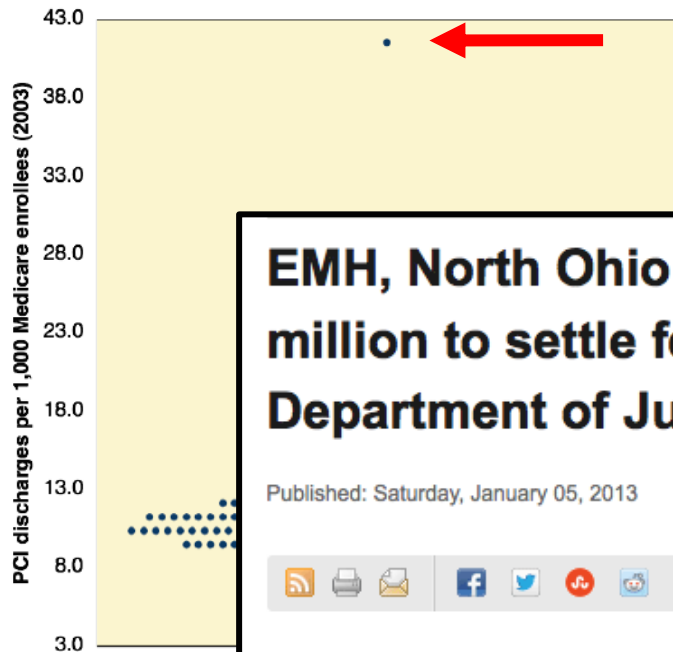 PCI discharges per 1,000 Medicare enrollees (2003)
43.0
38.0
33.0
28.0
23.0
18.0
13.0
8.0
3.0
EMH, North Ohio
million to settle f
Department of Ju
Published: Saturday, January 05, 2013